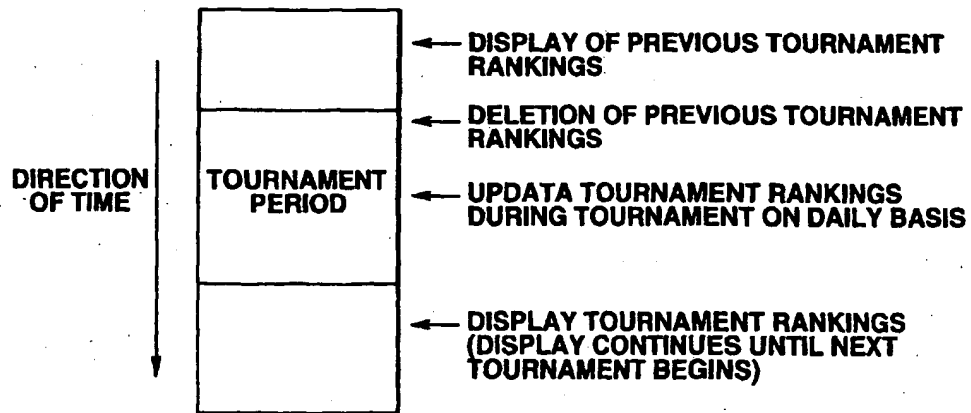 DISPLAY OF PREVIOUS TOURNAMENT
RANKINGS
DELETION OF PREVIOUS TOURNAMENT
RANKINGS
DIRECTION
OF TIME
TOURNAMENT
PERIOD
UPDATA TOURNAMENT RANKINGS
DURING TOURNAMENT ON DAILY BASIS
DISPLAY TOURNAMENT RANKINGS
(DISPLAY CONTINUES UNTIL NEXT
TOURNAMENT BEGINS)